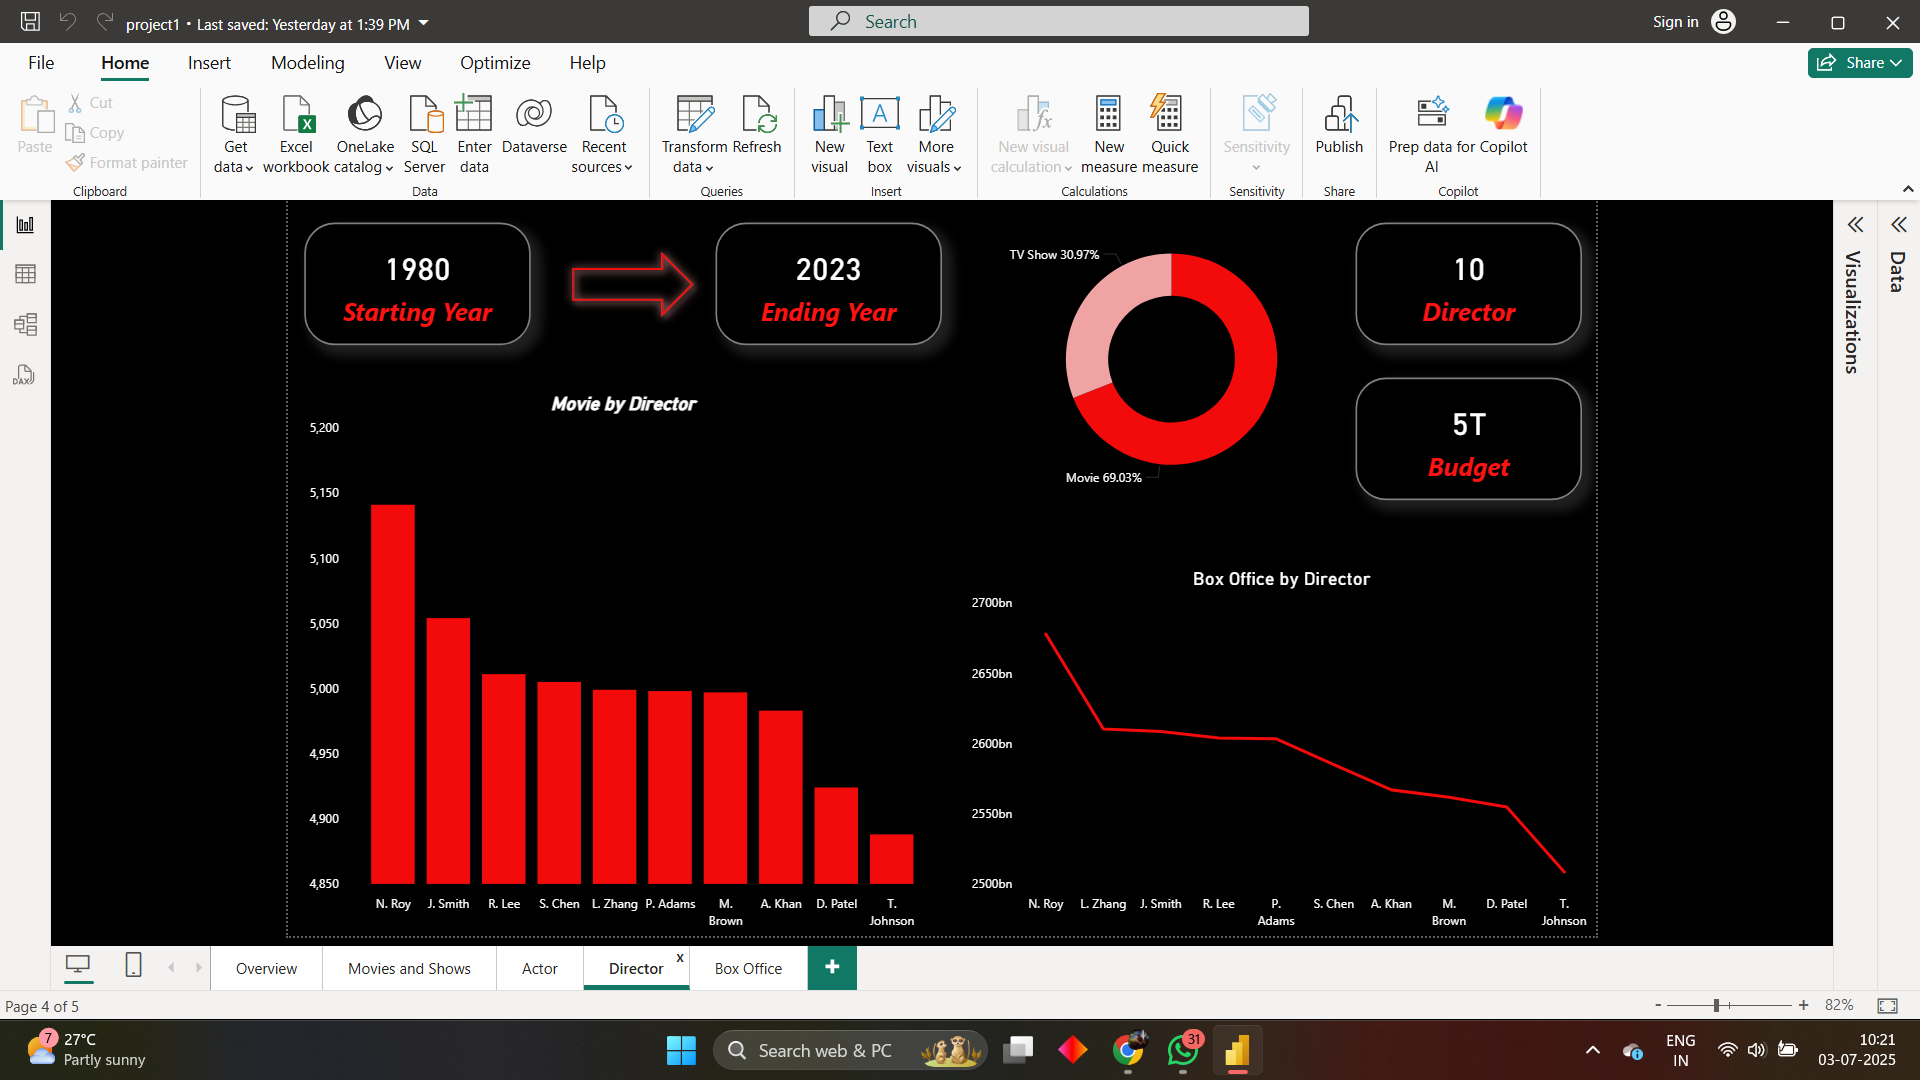 project1 • Last saved: Yesterday at 1:39 PM
Search
Sign in
File
Home
Insert
Modeling
View
Optimize
Help
Share
Paste
Cut
Copy
Format painter
Clipboard
Get data
Excel workbook
OneLake catalog
SQL Server
Enter data
Dataverse
Recent sources
Data
Transform data
Refresh
Queries
New visual
Text box
More visuals
Insert
New visual calculation
New measure
Quick measure
Calculations
Sensitivity
Sensitivity
Publish
Share
Prep data for AI
Copilot
Copilot
DAX
1980
Starting Year
2023
Ending Year
TV Show 30.97%
Movie 69.03%
10
Director
5T
Budget
Visualizations
Data
Movie by Director
5,200
5,150
5,100
5,050
5,000
4,950
4,900
4,850
N. Roy
J. Smith
R. Lee
S. Chen
L. Zhang
P. Adams
M. Brown
A. Khan
D. Patel
T. Johnson
Box Office by Director
2700bn
2650bn
2600bn
2550bn
2500bn
N. Roy
L. Zhang
J. Smith
R. Lee
P. Adams
S. Chen
A. Khan
M. Brown
D. Patel
T. Johnson
Overview
Movies and Shows
Actor
Director
x
Box Office
+
Page 4 of 5
- + 82%
7
27°C
Partly sunny
Search web & PC
31
ENG
IN
10:21
03-07-2025